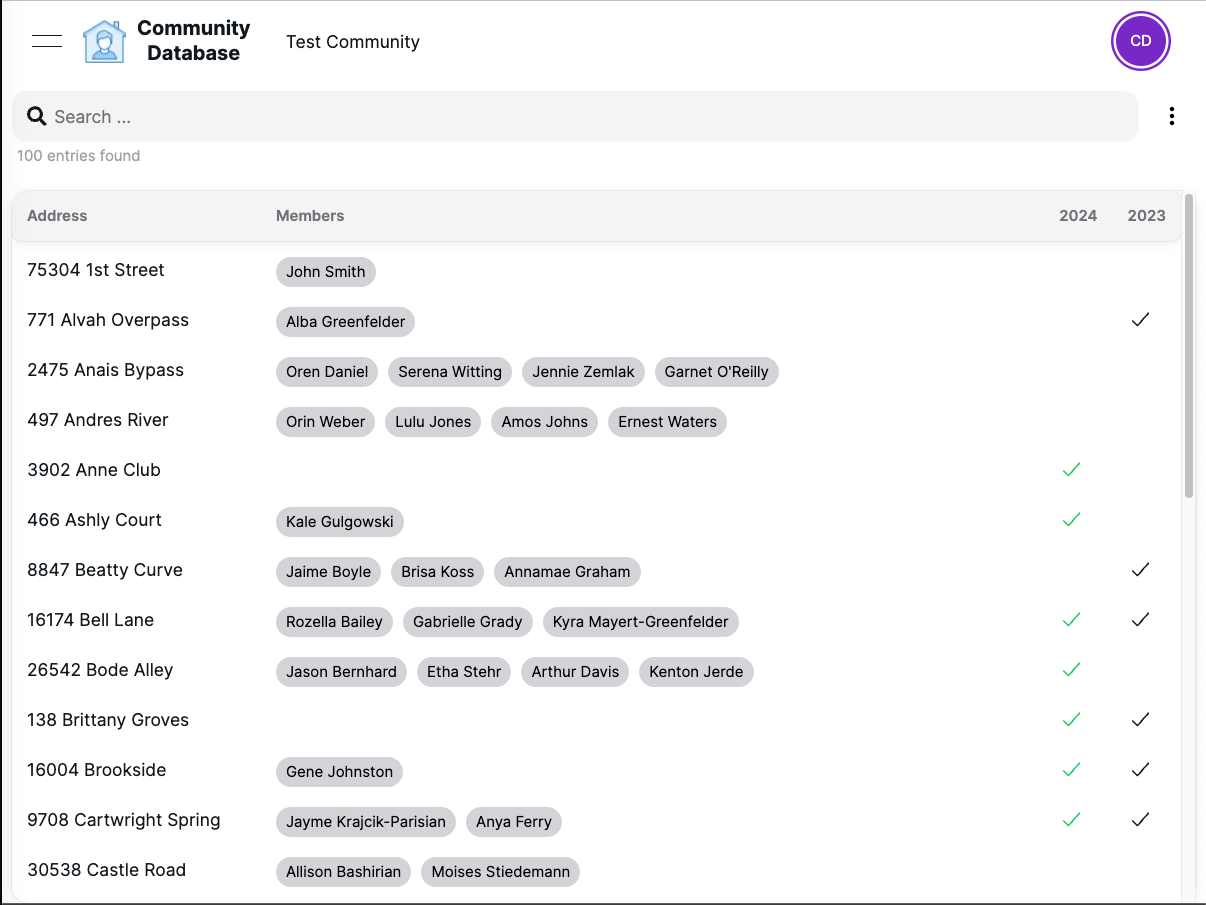 Community
Database
Test Community
CD
Search ...
100 entries found
Address Members 2024 2023
75304 1st Street John Smith
771 Alvah Overpass Alba Greenfelder
2475 Anais Bypass Oren Daniel Serena Witting Jennie Zemlak Garnet O'Reilly
497 Andres River Orin Weber Lulu Jones Amos Johns Ernest Waters
3902 Anne Club
466 Ashly Court Kale Gulgowski
8847 Beatty Curve Jaime Boyle Brisa Koss Annamae Graham
16174 Bell Lane Rozella Bailey Gabrielle Grady Kyra Mayert-Greenfelder
26542 Bode Alley Jason Bernhard Etha Stehr Arthur Davis Kenton Jerde
138 Brittany Groves
16004 Brookside Gene Johnston
9708 Cartwright Spring Jayme Krajcik-Parisian Anya Ferry
30538 Castle Road Allison Bashirian Moises Stiedemann